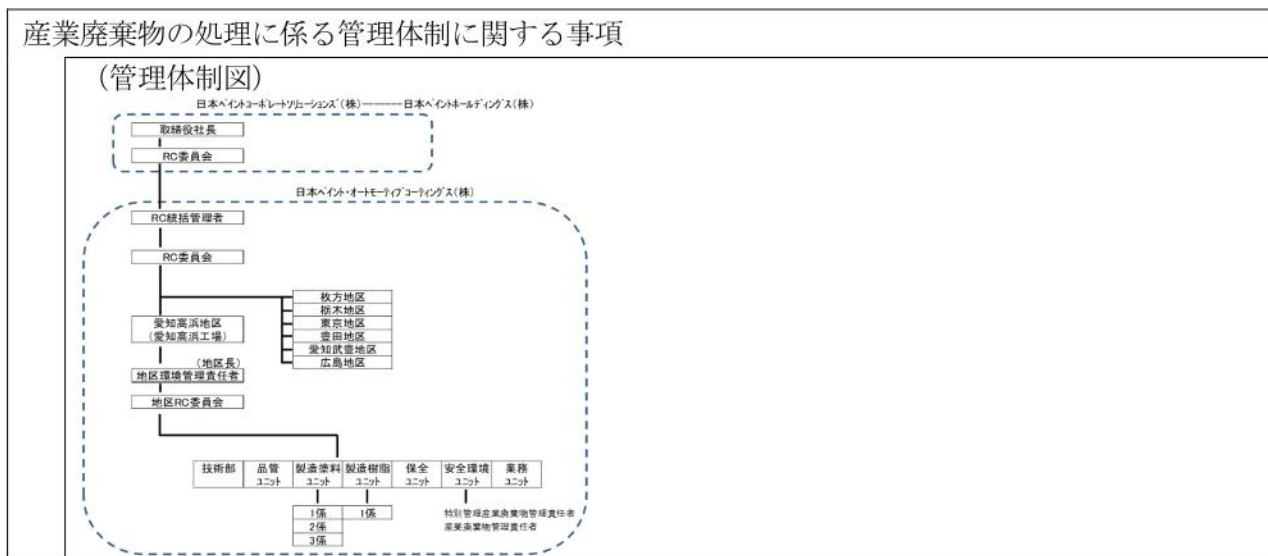 産業廃棄物の処理に係る管理体制に関する事項
(管理体制図)
日本ペイントコーポレートソリューションズ(株)-------日本ペイントホールディングス(株)
取締役社長
RC委員会
日本ペイント・オートモーティブコーティングス(株)
RC統括管理者
RC委員会
枚方地区
栃木地区
東京地区
豊田地区
愛知武豊地区
広島地区
愛知高浜地区
(愛知高浜工場)
(地区長)
地区環境管理責任者
地区RC委員会
技術部 品管 製造塗料 製造樹脂 保全 安全環境 業務
ユニット ユニット ユニット ユニット ユニット ユニット
1係 1係 特別管理産業廃棄物管理責任者
2係 産業廃棄物管理責任者
3係